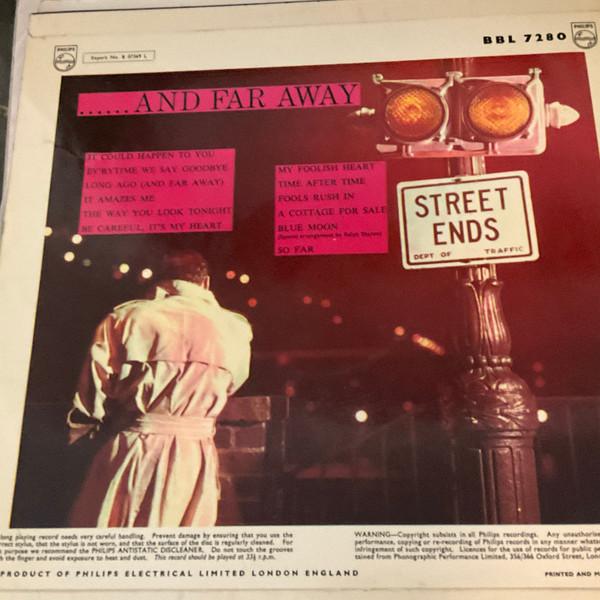 PHILIPS
Export No. B 07369 L
BBL 7280
PHILIPS
......AND FAR AWAY
IT COULD HAPPEN TO YOU
EV'RYTIME WE SAY GOODBYE
LONG AGO (AND FAR AWAY)
IT AMAZES ME
THE WAY YOU LOOK TONIGHT
BE CAREFUL, IT'S MY HEART
MY FOOLISH HEART
TIME AFTER TIME
FOOLS RUSH IN
A COTTAGE FOR SALE
BLUE MOON
(Special arrangement by Ralph Sharon)
SO FAR
STREET
ENDS
DEPT OF TRAFFIC
long playing record needs very careful handling. Prevent damage by ensuring that you use the
rrect stylus, that the stylus is not worn, and that the surface of the disc is regularly cleaned. For
s purpose we recommend the PHILIPS ANTISTATIC DISCLEANER. Do not touch the grooves
h the finger and avoid exposure to heat and dust. This record should be played at 33⅓ r.p.m.
WARNING—Copyright subsists in all Philips recordings. Any unauthorise
performance, copying or re-recording of Philips records in any manner whatso
infringement of such copyright. Licences for the use of records for public pe
tained from Phonographic Performance Limited, 356/366 Oxford Street, Lon
PRODUCT OF PHILIPS ELECTRICAL LIMITED LONDON ENGLAND
PRINTED AND M